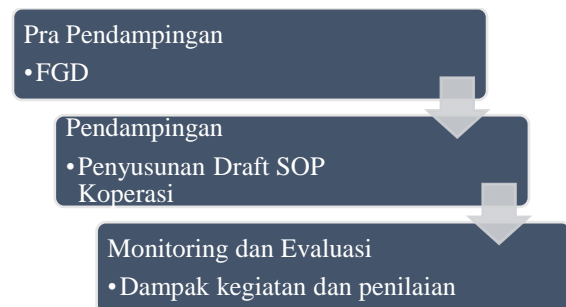 Pra Pendampingan
•FGD
Pendampingan
•Penyusunan Draft SOP
Koperasi
Monitoring dan Evaluasi
•Dampak kegiatan dan penilaian